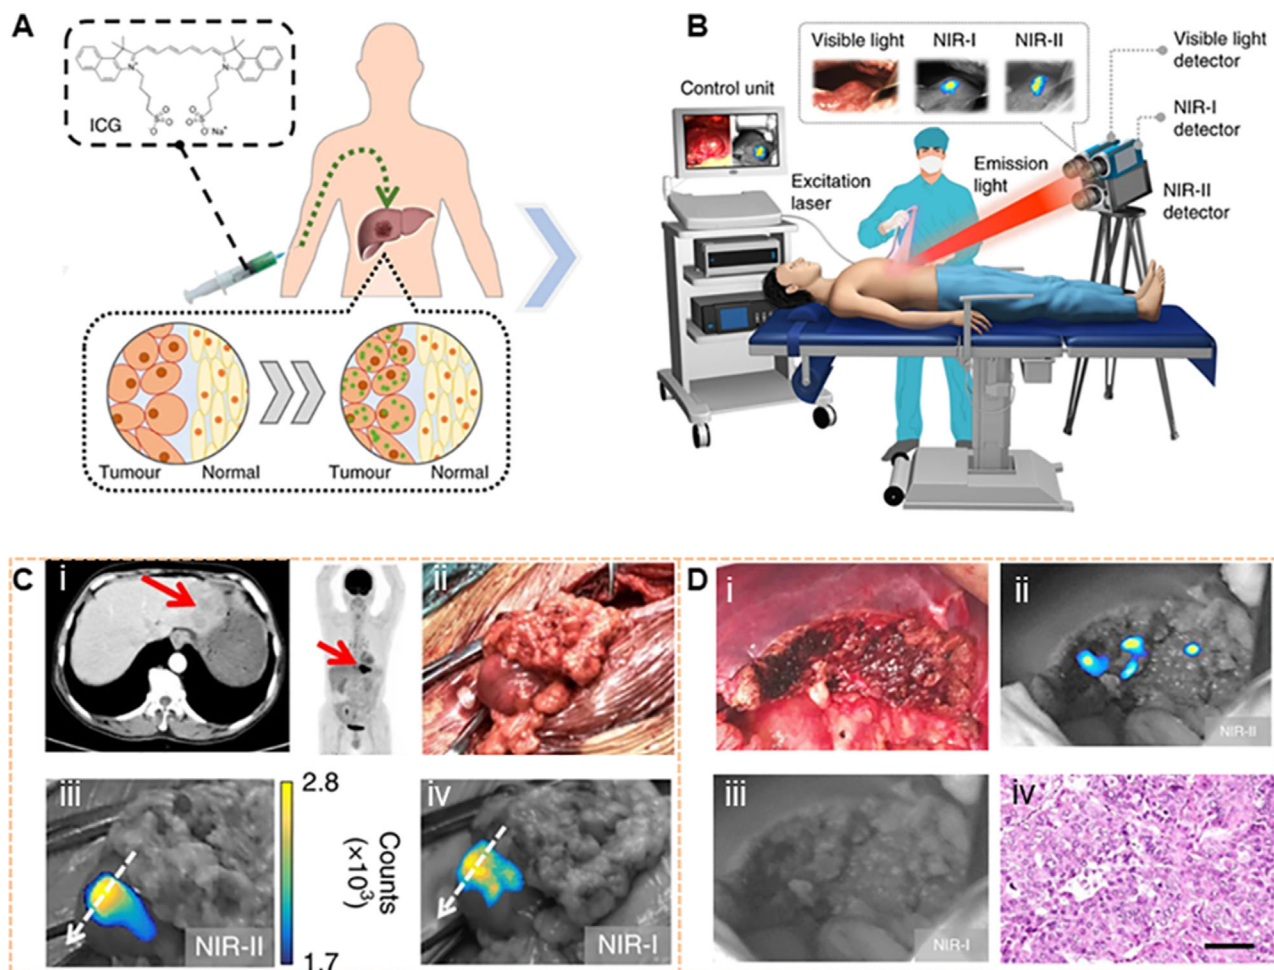 A
N
N⁺
S
O
O
O⁻
S
O
O
O⁻
Na⁺
ICG
Tumour
Normal
Tumour
Normal
B
Visible light
NIR-I
NIR-II
Visible light
detector
NIR-I
detector
NIR-II
detector
Control unit
Excitation
laser
Emission
light
C
i
ii
iii
NIR-II
2.8
Counts
(×10³)
1.7
iv
NIR-I
D
i
ii
NIR-II
iii
NIR-I
iv